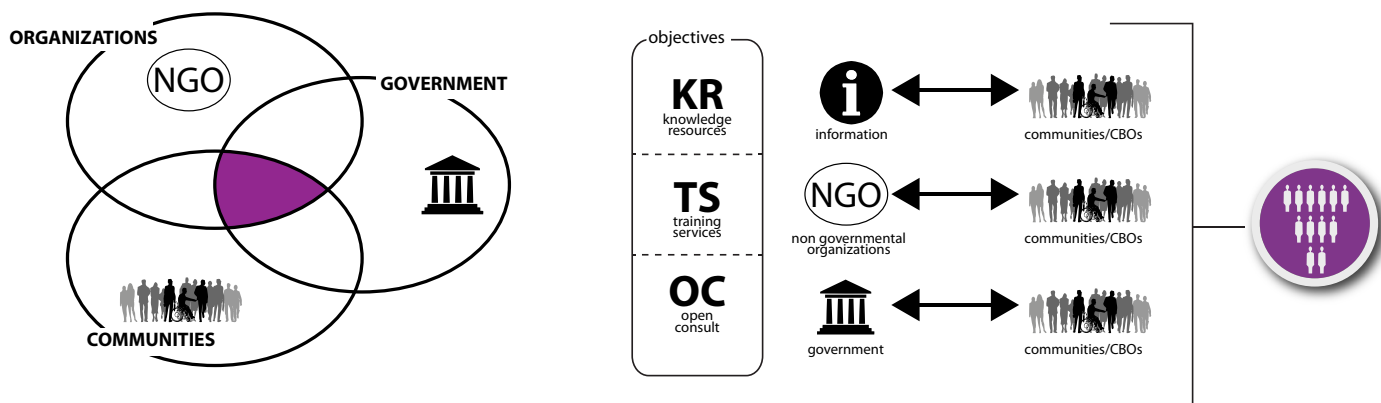 ORGANIZATIONS
NGO
GOVERNMENT
COMMUNITIES
objectives
KR
knowledge
resources
TS
training
services
OC
open
consult
information
communities/CBOs
NGO
non governmental
organizations
communities/CBOs
government
communities/CBOs